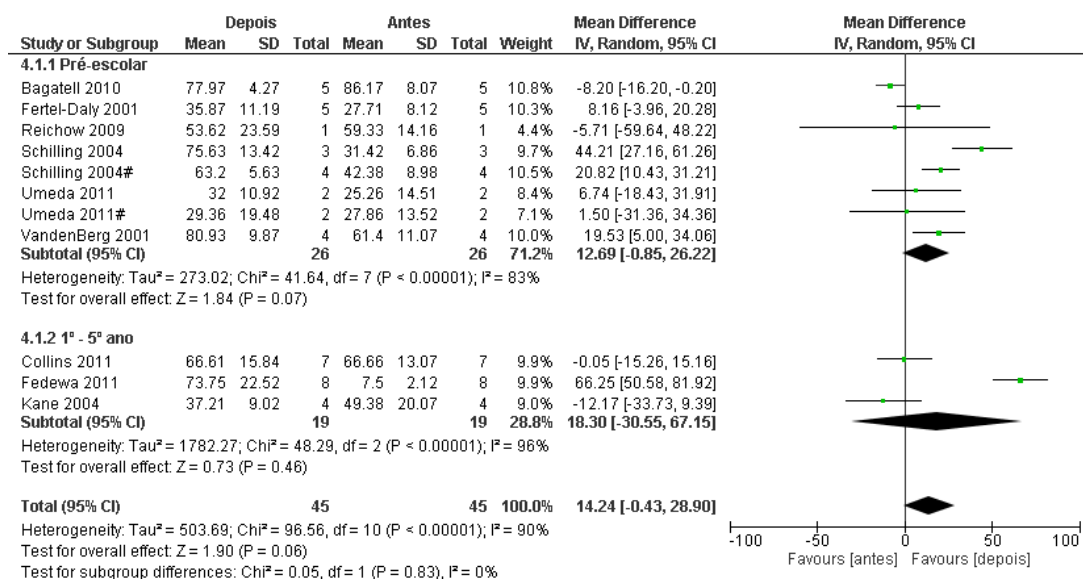 Depois Antes Mean Difference Mean Difference
Study or Subgroup Mean SD Total Mean SD Total Weight IV, Random, 95% CI IV, Random, 95% CI
4.1.1 Pré-escolar
Bagatell 2010 77.97 4.27 5 86.17 8.07 5 10.8% -8.20 [-16.20, -0.20]
Fertel-Daly 2001 35.87 11.19 5 27.71 8.12 5 10.3% 8.16 [-3.96, 20.28]
Reichow 2009 53.62 23.59 1 59.33 14.16 1 4.4% -5.71 [-59.64, 48.22]
Schilling 2004 75.63 13.42 3 31.42 6.86 3 9.7% 44.21 [27.16, 61.26]
Schilling 2004# 63.2 5.63 4 42.38 8.98 4 10.5% 20.82 [10.43, 31.21]
Umeda 2011 32 10.92 2 25.26 14.51 2 8.4% 6.74 [-18.43, 31.91]
Umeda 2011# 29.36 19.48 2 27.86 13.52 2 7.1% 1.50 [-31.36, 34.36]
VandenBerg 2001 80.93 9.87 4 61.4 11.07 4 10.0% 19.53 [5.00, 34.06]
Subtotal (95% CI) 26 26 71.2% 12.69 [-0.85, 26.22]
Heterogeneity: Tau² = 273.02; Chi² = 41.64, df = 7 (P < 0.00001); I² = 83%
Test for overall effect: Z = 1.84 (P = 0.07)
4.1.2 1º - 5º ano
Collins 2011 66.61 15.84 7 66.66 13.07 7 9.9% -0.05 [-15.26, 15.16]
Fedewa 2011 73.75 22.52 8 7.5 2.12 8 9.9% 66.25 [50.58, 81.92]
Kane 2004 37.21 9.02 4 49.38 20.07 4 9.0% -12.17 [-33.73, 9.39]
Subtotal (95% CI) 19 19 28.8% 18.30 [-30.55, 67.15]
Heterogeneity: Tau² = 1782.27; Chi² = 48.29, df = 2 (P < 0.00001); I² = 96%
Test for overall effect: Z = 0.73 (P = 0.46)
Total (95% CI) 45 45 100.0% 14.24 [-0.43, 28.90]
Heterogeneity: Tau² = 503.69; Chi² = 96.56, df = 10 (P < 0.00001); I² = 90%
Test for overall effect: Z = 1.90 (P = 0.06)
Test for subgroup differences: Chi² = 0.05, df = 1 (P = 0.83), I² = 0%
-100 -50 0 50 100
Favours [antes] Favours [depois]